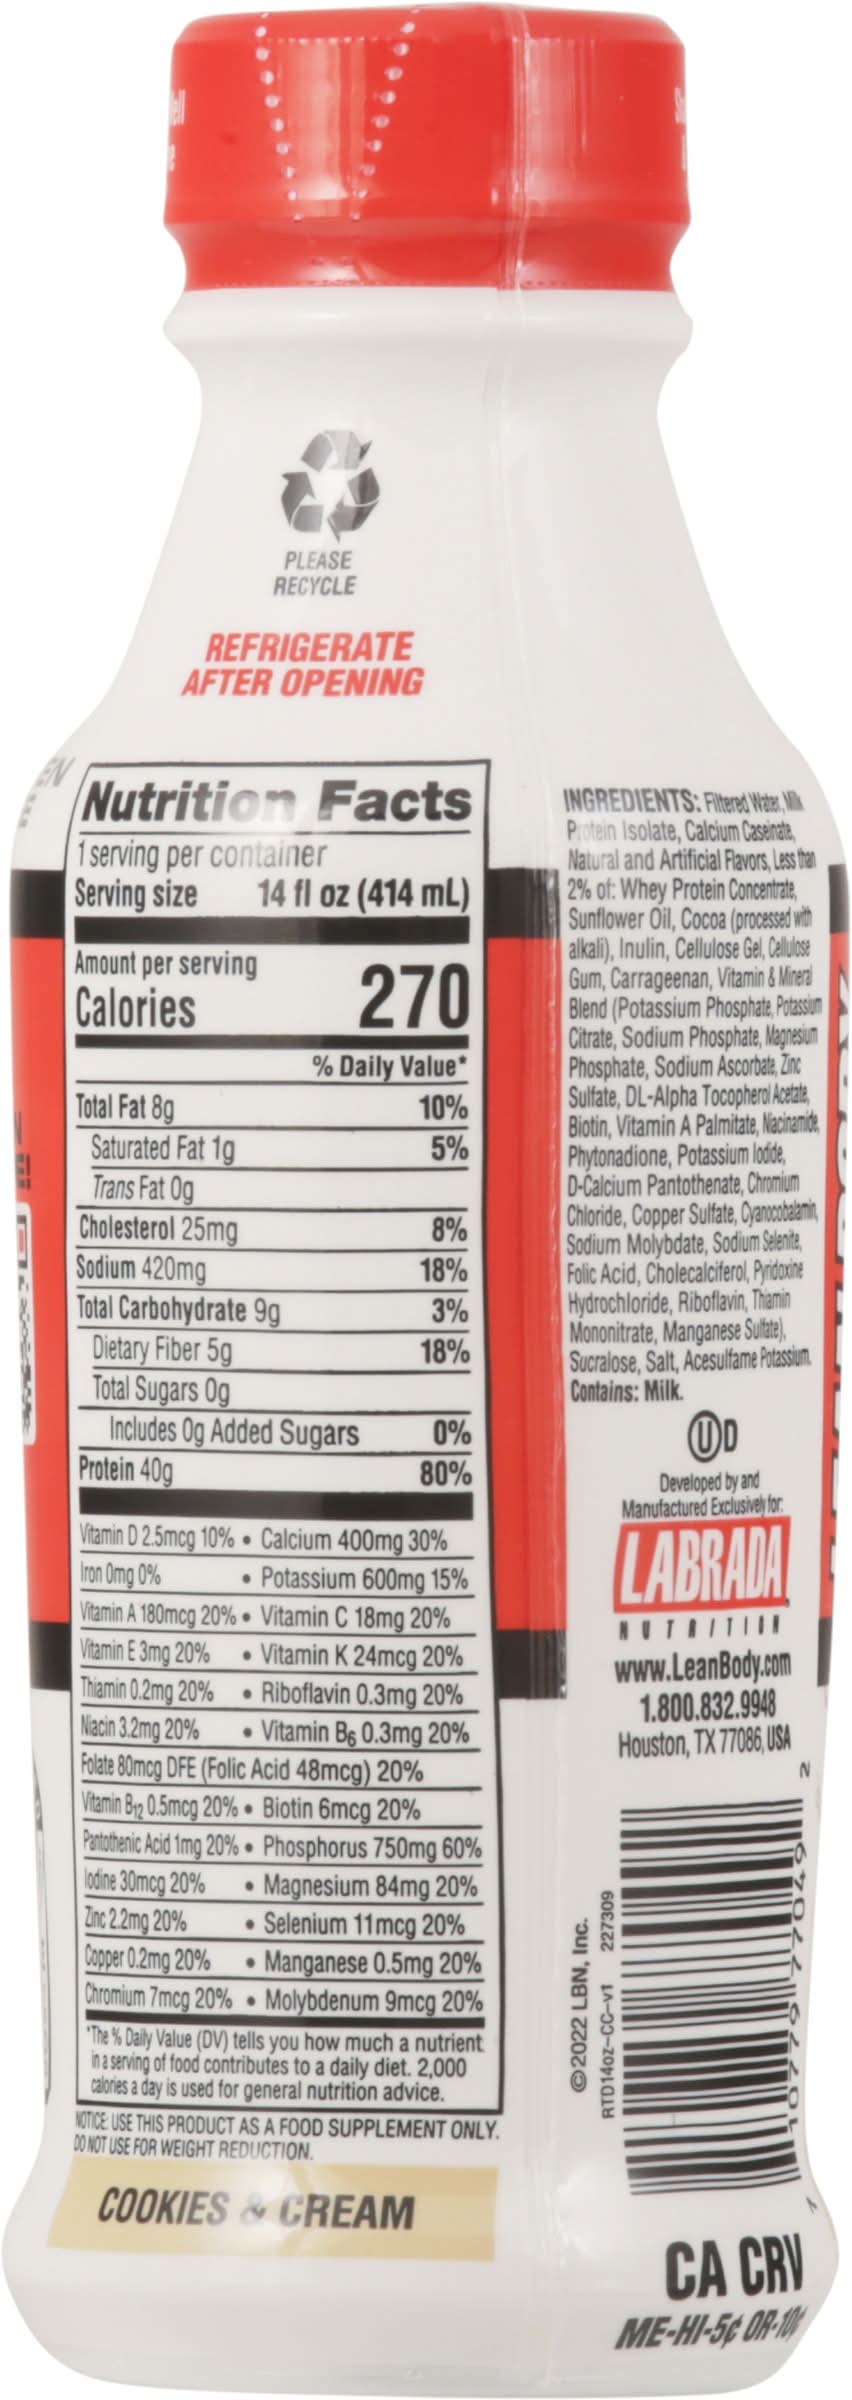 PLEASE
RECYCLE
REFRIGERATE
AFTER OPENING
Nutrition Facts
1 serving per container
Serving size 14 fl oz (414 mL)
Amount per serving
Calories 270
% Daily Value*
Total Fat 8g 10%
Saturated Fat 1g 5%
Trans Fat 0g
Cholesterol 25mg 8%
Sodium 420mg 18%
Total Carbohydrate 9g 3%
Dietary Fiber 5g 18%
Total Sugars 0g
Includes 0g Added Sugars 0%
Protein 40g 80%
Vitamin D 2.5mcg 10% • Calcium 400mg 30%
Iron 0mg 0% • Potassium 600mg 15%
Vitamin A 180mcg 20% • Vitamin C 18mg 20%
Vitamin E 3mg 20% • Vitamin K 24mcg 20%
Thiamin 0.2mg 20% • Riboflavin 0.3mg 20%
Niacin 3.2mg 20% • Vitamin B6 0.3mg 20%
Folate 80mcg DFE (Folic Acid 48mcg) 20%
Vitamin B12 0.5mcg 20% • Biotin 6mcg 20%
Pantothenic Acid 1mg 20% • Phosphorus 750mg 60%
Iodine 30mcg 20% • Magnesium 84mg 20%
Zinc 2.2mg 20% • Selenium 11mcg 20%
Copper 0.2mg 20% • Manganese 0.5mg 20%
Chromium 7mcg 20% • Molybdenum 9mcg 20%
*The % Daily Value (DV) tells you how much a nutrient
in a serving of food contributes to a daily diet. 2,000
calories a day is used for general nutrition advice.
NOTICE: USE THIS PRODUCT AS A FOOD SUPPLEMENT ONLY.
DO NOT USE FOR WEIGHT REDUCTION.
COOKIES & CREAM
INGREDIENTS: Filtered Water, Milk
Protein Isolate, Calcium Caseinate,
Natural and Artificial Flavors, Less than
2% of: Whey Protein Concentrate,
Sunflower Oil, Cocoa (processed with
alkali), Inulin, Cellulose Gel, Cellulose
Gum, Carrageenan, Vitamin & Mineral
Blend (Potassium Phosphate, Potassium
Citrate, Sodium Phosphate, Magnesium
Phosphate, Sodium Ascorbate, Zinc
Sulfate, DL-Alpha Tocopherol Acetate,
Biotin, Vitamin A Palmitate, Niacinamide,
Phytonadione, Potassium Iodide,
D-Calcium Pantothenate, Chromium
Chloride, Copper Sulfate, Cyanocobalamin,
Sodium Molybdate, Sodium Selenite,
Folic Acid, Cholecalciferol, Pyridoxine
Hydrochloride, Riboflavin, Thiamin
Mononitrate, Manganese Sulfate),
Sucralose, Salt, Acesulfame Potassium.
Contains: Milk.
UD
Developed by and
Manufactured Exclusively for:
LABRADA
NUTRITION
www.LeanBody.com
1.800.832.9948
Houston, TX 77086, USA
©2022 LBN, Inc.
RTD14oz-CC-v1 227309
7 10779 77049 2
CA CRV
ME-HI-5¢ OR-10¢